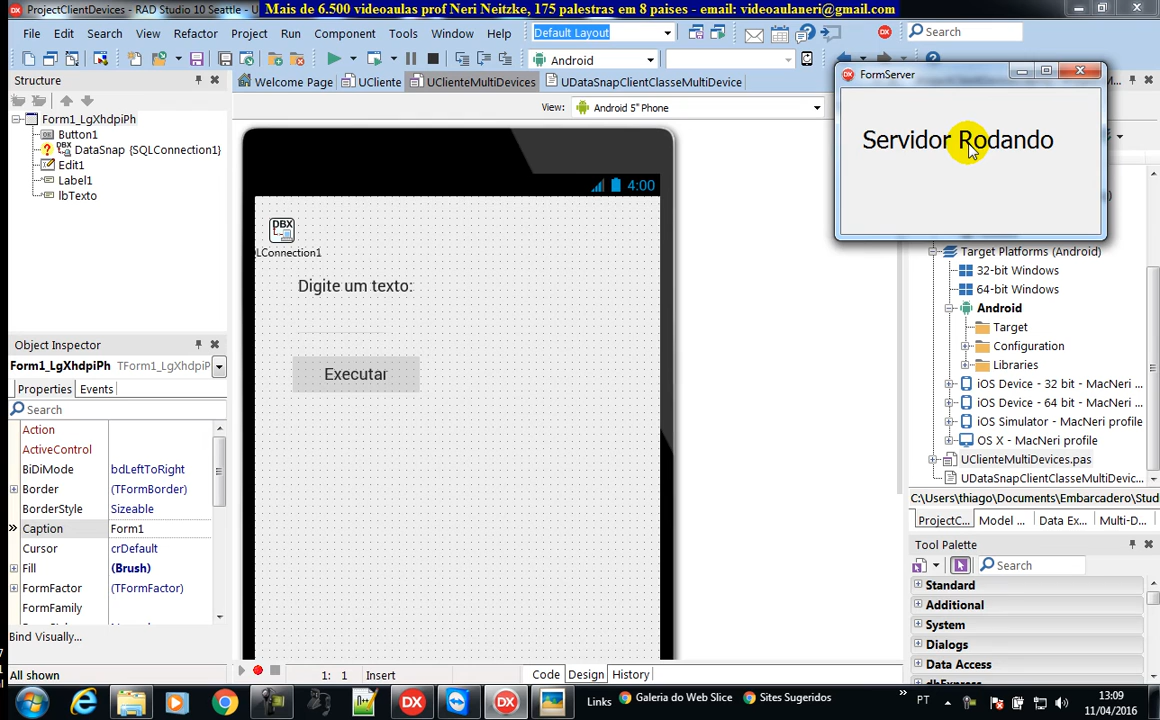 ProjectClientDevices - RAD Studio 10 Seattle -
Mais de 6.500 videoaulas prof Neri Neitzke, 175 palestras em 8 paises - email: videoaulaneri@gmail.com
File Edit Search View Refactor Project Run Component Tools Window Help
Default Layout
Search
Android
Structure
Welcome Page UCliente UClienteMultiDevices UDataSnapClientClasseMultiDevice
View: Android 5" Phone
Form1_LgXhdpiPh
Button1
DataSnap {SQLConnection1}
Edit1
Label1
lbTexto
4:00
DBX
LConnection1
Digite um texto:
Executar
FormServer
Servidor Rodando
Target Platforms (Android)
32-bit Windows
64-bit Windows
Android
Target
Configuration
Libraries
iOS Device - 32 bit - MacNeri ...
iOS Device - 64 bit - MacNeri ...
iOS Simulator - MacNeri profile
OS X - MacNeri profile
UClienteMultiDevices.pas
UDataSnapClientClasseMultiDevic...
C:\Users\thiago\Documents\Embarcadero\Stud
ProjectC... Model ... Data Ex... Multi-D...
Tool Palette
Search
Standard
Additional
System
Dialogs
Data Access
dbExpress
Object Inspector
Form1_LgXhdpiPh TForm1_LgXhdpiP
Properties Events
Search
Action
ActiveControl
BiDiMode bdLeftToRight
Border (TFormBorder)
BorderStyle Sizeable
Caption Form1
Cursor crDefault
Fill (Brush)
FormFactor (TFormFactor)
FormFamily
Bind Visually...
All shown
1: 1 Insert
Code Design History
Links Galeria do Web Slice Sites Sugeridos
PT
13:09
11/04/2016